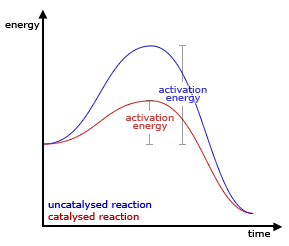 energy
activation
energy
activation
energy
uncatalysed reaction
catalysed reaction
time